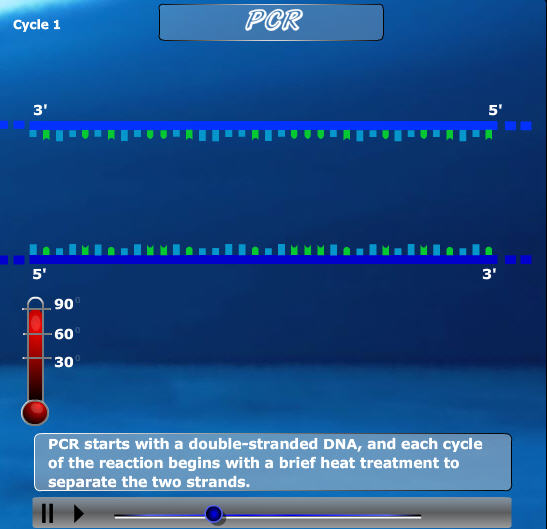 Cycle 1
PCR
3' 5'
5' 3'
90°
60°
30°
PCR starts with a double-stranded DNA, and each cycle
of the reaction begins with a brief heat treatment to
separate the two strands.